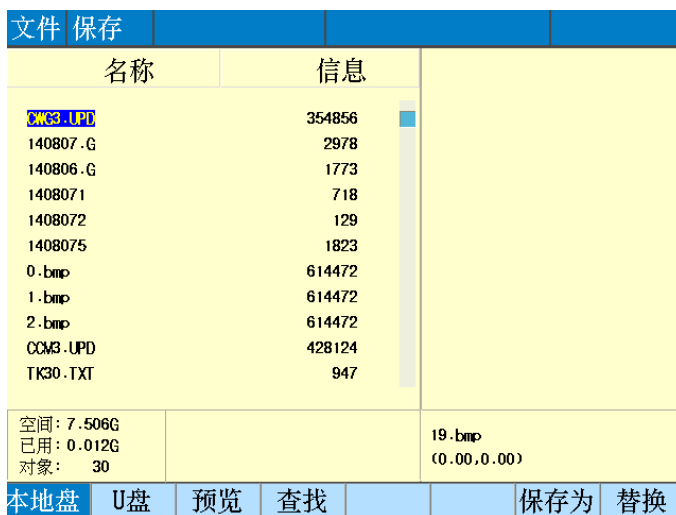 文件 保存
名称 信息
CWG3.UPD 354856
140807.G 2978
140806.G 1773
1408071 718
1408072 129
1408075 1823
0.bmp 614472
1.bmp 614472
2.bmp 614472
CCM3.UPD 428124
TK30.TXT 947
空间:7.506G
已用:0.012G
对象: 30
19.bmp
(0.00,0.00)
本地盘 U盘 预览 查找 保存为 替换